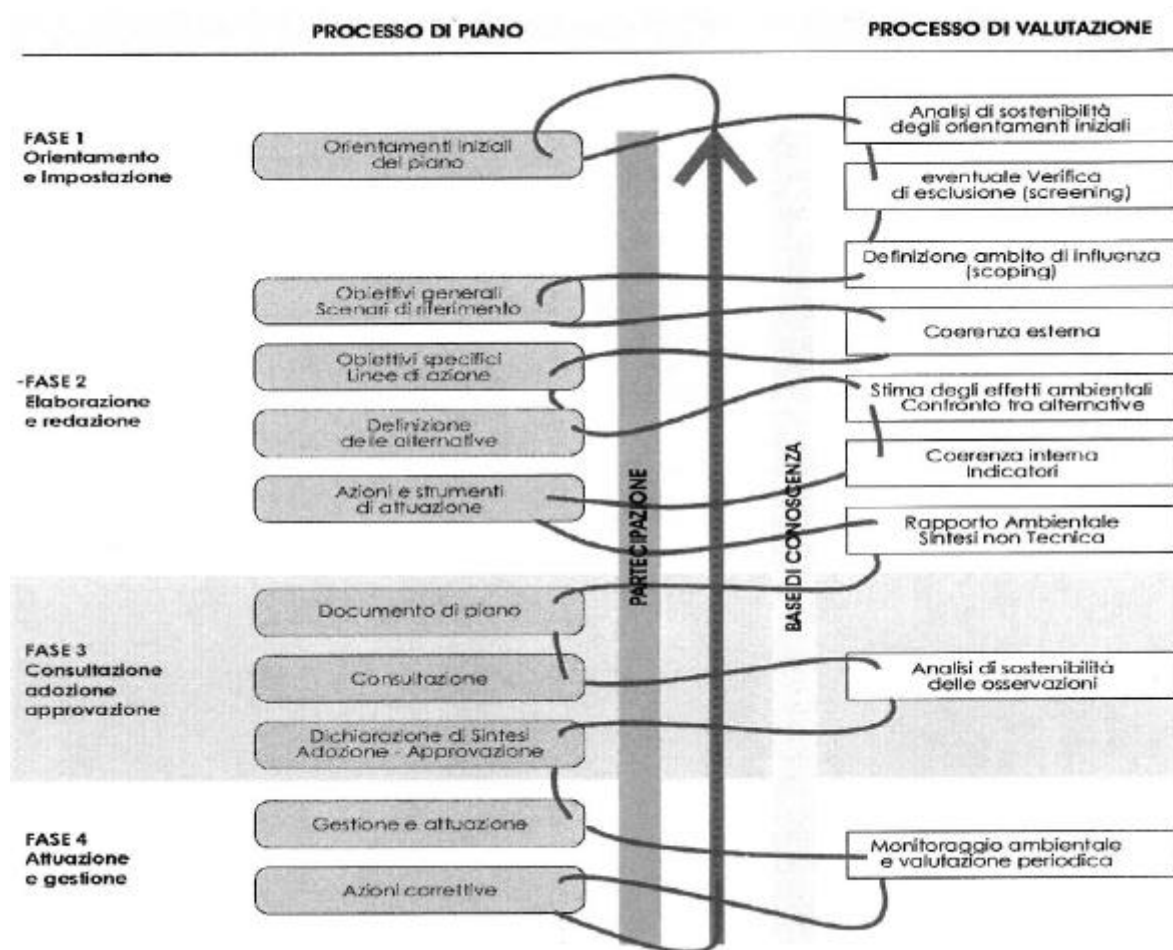 PROCESSO DI PIANO
PROCESSO DI VALUTAZIONE
FASE 1
Orientamento
e Impostazione
Orientamenti iniziali
del piano
Analisi di sostenibilità
degli orientamenti iniziali
eventuale Verifica
di esclusione (screening)
Definizione ambito di influenza
(scoping)
-FASE 2
Elaborazione
e redazione
Obiettivi generali
Scenari di riferimento
Coerenza esterna
Obiettivi specifici
Linee di azione
Stima degli effetti ambientali
Confronto tra alternative
Definizione
delle alternative
Coerenza interna
Indicatori
Azioni e strumenti
di attuazione
Rapporto Ambientale
Sintesi non Tecnica
PARTECIPAZIONE
BASE DI CONOSCENZA
FASE 3
Consultazione
adozione
approvazione
Documento di piano
Consultazione
Analisi di sostenibilità
delle osservazioni
Dichiarazione di Sintesi
Adozione - Approvazione
FASE 4
Attuazione
e gestione
Gestione e attuazione
Monitoraggio ambientale
e valutazione periodica
Azioni correttive